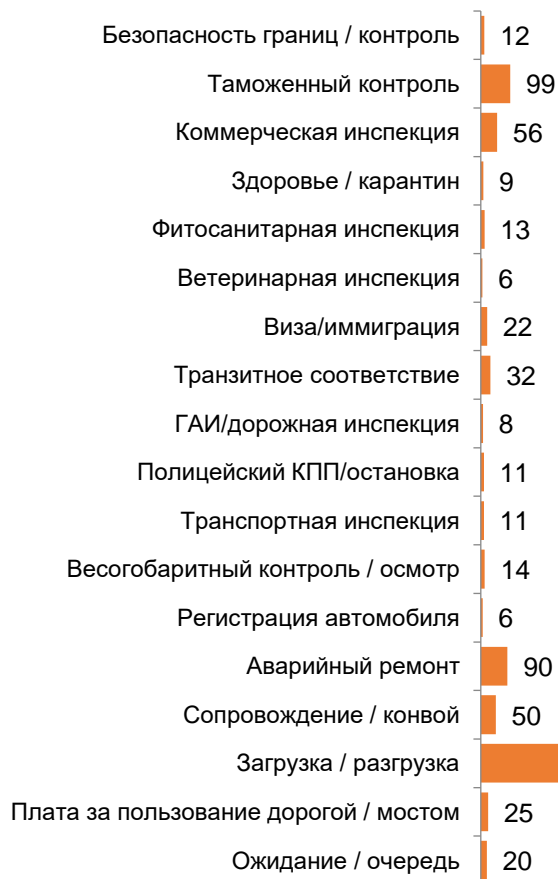 Безопасность границ / контроль 12
Таможенный контроль 99
Коммерческая инспекция 56
Здоровье / карантин 9
Фитосанитарная инспекция 13
Ветеринарная инспекция 6
Виза/иммиграция 22
Транзитное соответствие 32
ГАИ/дорожная инспекция 8
Полицейский КПП/остановка 11
Транспортная инспекция 11
Весогобаритный контроль / осмотр 14
Регистрация автомобиля 6
Аварийный ремонт 90
Сопровождение / конвой 50
Загрузка / разгрузка
Плата за пользование дорогой / мостом 25
Ожидание / очередь 20